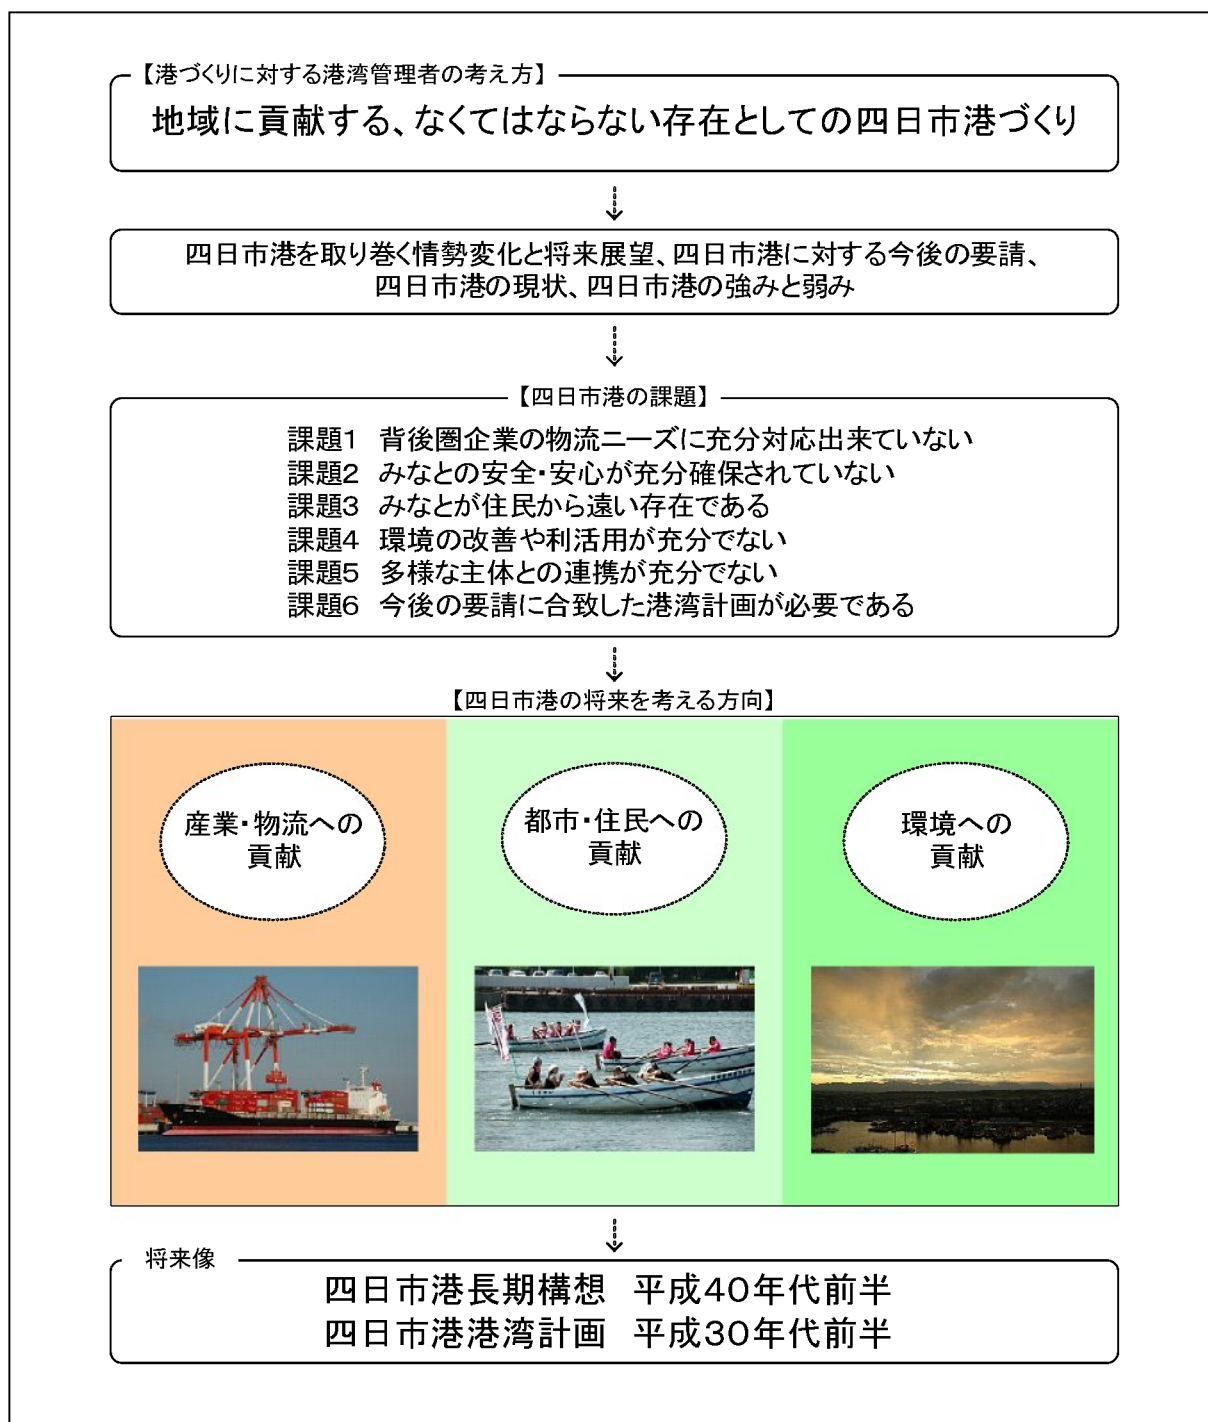 【港づくりに対する港湾管理者の考え方】
地域に貢献する、なくてはならない存在としての四日市港づくり
四日市港を取り巻く情勢変化と将来展望、四日市港に対する今後の要請、
四日市港の現状、四日市港の強みと弱み
【四日市港の課題】
課題1　背後圏企業の物流ニーズに充分対応出来ていない
課題2　みなとの安全・安心が充分確保されていない
課題3　みなとが住民から遠い存在である
課題4　環境の改善や利活用が充分でない
課題5　多様な主体との連携が充分でない
課題6　今後の要請に合致した港湾計画が必要である
【四日市港の将来を考える方向】
産業・物流への
貢献
都市・住民への
貢献
環境への
貢献
将来像
四日市港長期構想　平成40年代前半
四日市港港湾計画　平成30年代前半